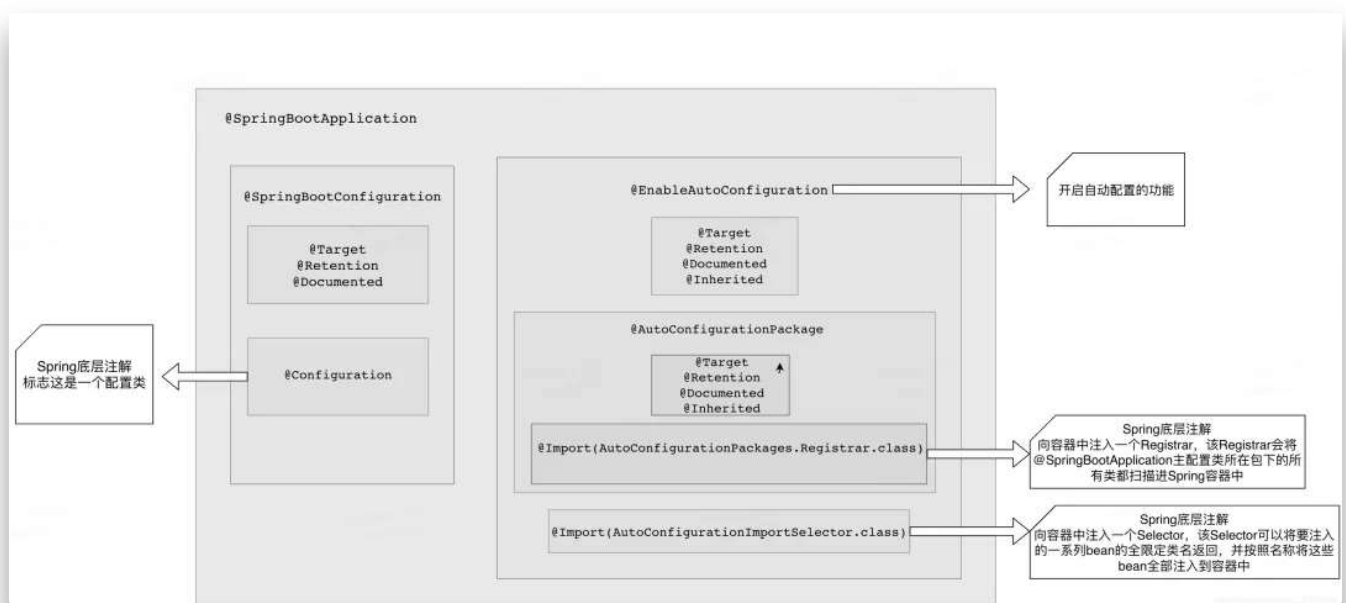 @SpringBootApplication
@SpringBootConfiguration
@Target
@Retention
@Documented
@Configuration
Spring底层注解
标志这是一个配置类
@EnableAutoConfiguration
开启自动配置的功能
@Target
@Retention
@Documented
@Inherited
@AutoConfigurationPackage
@Target
@Retention
@Documented
@Inherited
@Import(AutoConfigurationPackages.Registrar.class)
Spring底层注解
向容器中注入一个Registrar，该Registrar会将
@SpringBootApplication主配置类所在包下的所
有类都扫描进Spring容器中
@Import(AutoConfigurationImportSelector.class)
Spring底层注解
向容器中注入一个Selector，该Selector可以将要注入
的一系列bean的全限定类名返回，并按照名称将这些
bean全部注入到容器中